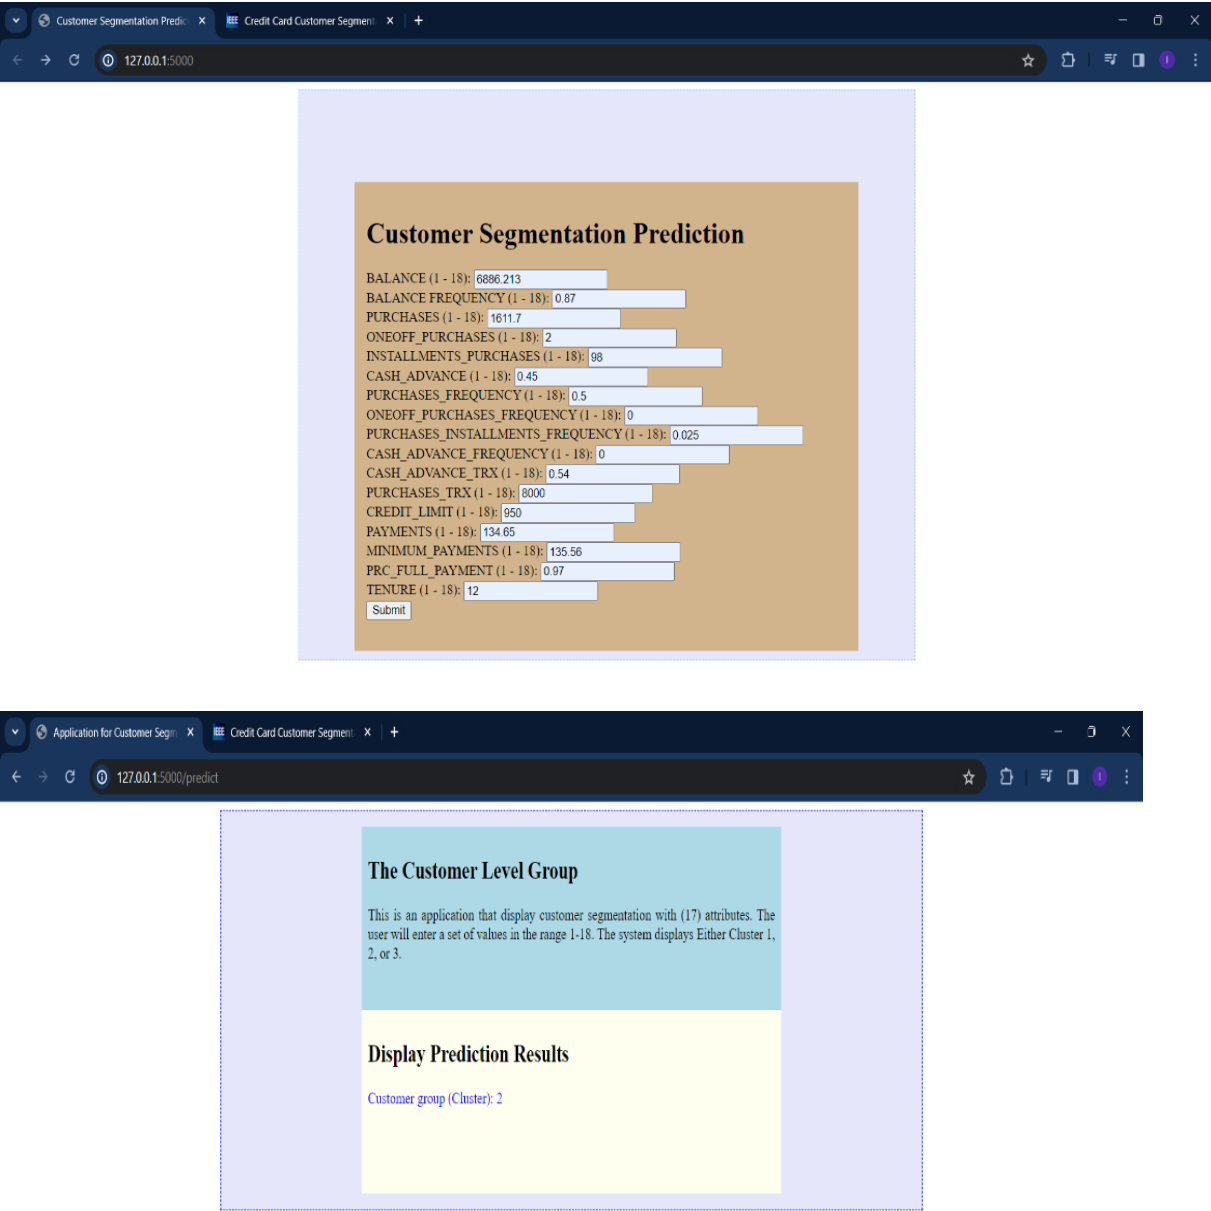 Customer Segmentation Predic
Credit Card Customer Segment
127.0.0.1:5000
Customer Segmentation Prediction
BALANCE (1 - 18): 6886.213
BALANCE FREQUENCY (1 - 18): 0.87
PURCHASES (1 - 18): 1611.7
ONEOFF_PURCHASES (1 - 18): 2
INSTALLMENTS_PURCHASES (1 - 18): 98
CASH_ADVANCE (1 - 18): 0.45
PURCHASES_FREQUENCY (1 - 18): 0.5
ONEOFF_PURCHASES_FREQUENCY (1 - 18): 0
PURCHASES_INSTALLMENTS_FREQUENCY (1 - 18): 0.025
CASH_ADVANCE_FREQUENCY (1 - 18): 0
CASH_ADVANCE_TRX (1 - 18): 0.54
PURCHASES_TRX (1 - 18): 8000
CREDIT_LIMIT (1 - 18): 950
PAYMENTS (1 - 18): 134.65
MINIMUM_PAYMENTS (1 - 18): 135.56
PRC_FULL_PAYMENT (1 - 18): 0.97
TENURE (1 - 18): 12
Submit
Application for Customer Segm
Credit Card Customer Segment
127.0.0.1:5000/predict
The Customer Level Group
This is an application that display customer segmentation with (17) attributes. The
user will enter a set of values in the range 1-18. The system displays Either Cluster 1,
2, or 3.
Display Prediction Results
Customer group (Cluster): 2